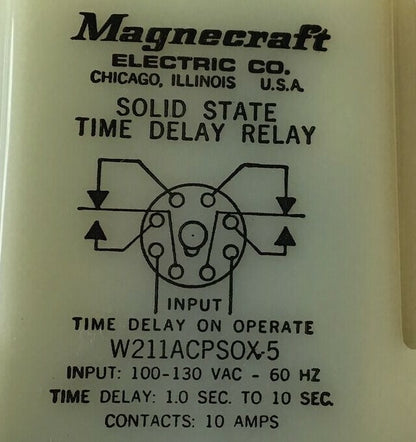 Magnecraft
ELECTRIC CO.
CHICAGO, ILLINOIS U.S.A.
SOLID STATE
TIME DELAY RELAY
INPUT
TIME DELAY ON OPERATE
W211ACPSOX-5
INPUT: 100-130 VAC - 60 HZ
TIME DELAY: 1.0 SEC. TO 10 SEC.
CONTACTS: 10 AMPS